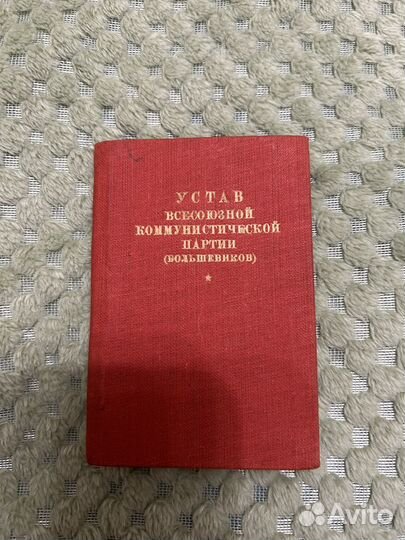 УСТАВ
ВСЕСОЮЗНОЙ
КОММУНИСТИЧЕСКОЙ
ПАРТИИ
(БОЛЬШЕВИКОВ)
Avito